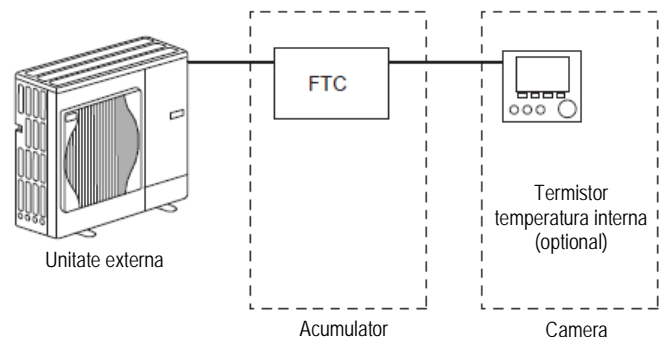 FTC
Termistor
temperatura interna
(optional)
Unitate externa
Acumulator
Camera